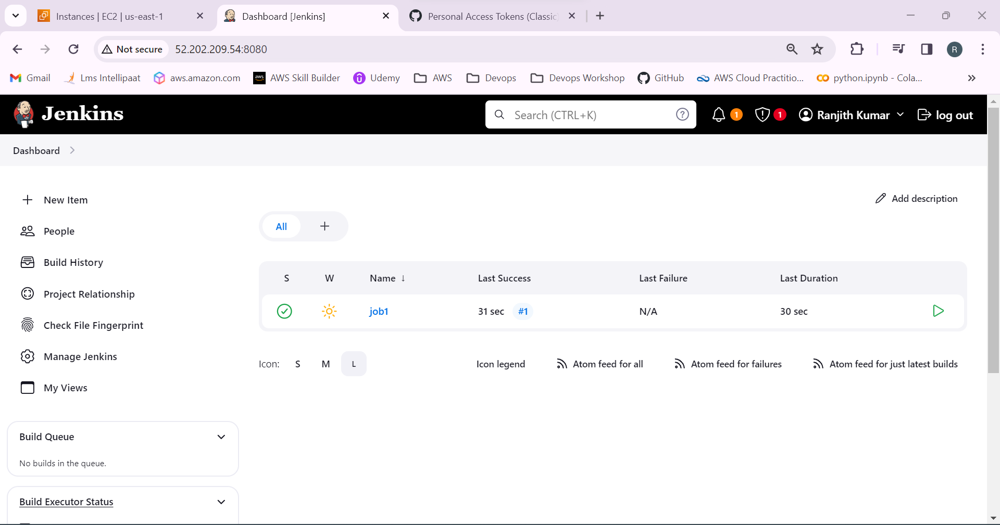 Instances | EC2 | us-east-1
Dashboard [Jenkins]
Personal Access Tokens (Classic)
Not secure
52.202.209.54:8080
R
Gmail
Lms Intellipaat
aws.amazon.com
aws
AWS Skill Builder
Udemy
AWS
Devops
Devops Workshop
GitHub
AWS Cloud Practitio...
python.ipynb - Cola...
Jenkins
Search (CTRL+K)
1
1
Ranjith Kumar
log out
Dashboard
New Item
People
Build History
Project Relationship
Check File Fingerprint
Manage Jenkins
My Views
Build Queue
No builds in the queue.
Build Executor Status
Add description
All
S W Name ↓ Last Success Last Failure Last Duration
job1 31 sec #1 N/A 30 sec
Icon: S M L
Icon legend
Atom feed for all
Atom feed for failures
Atom feed for just latest builds